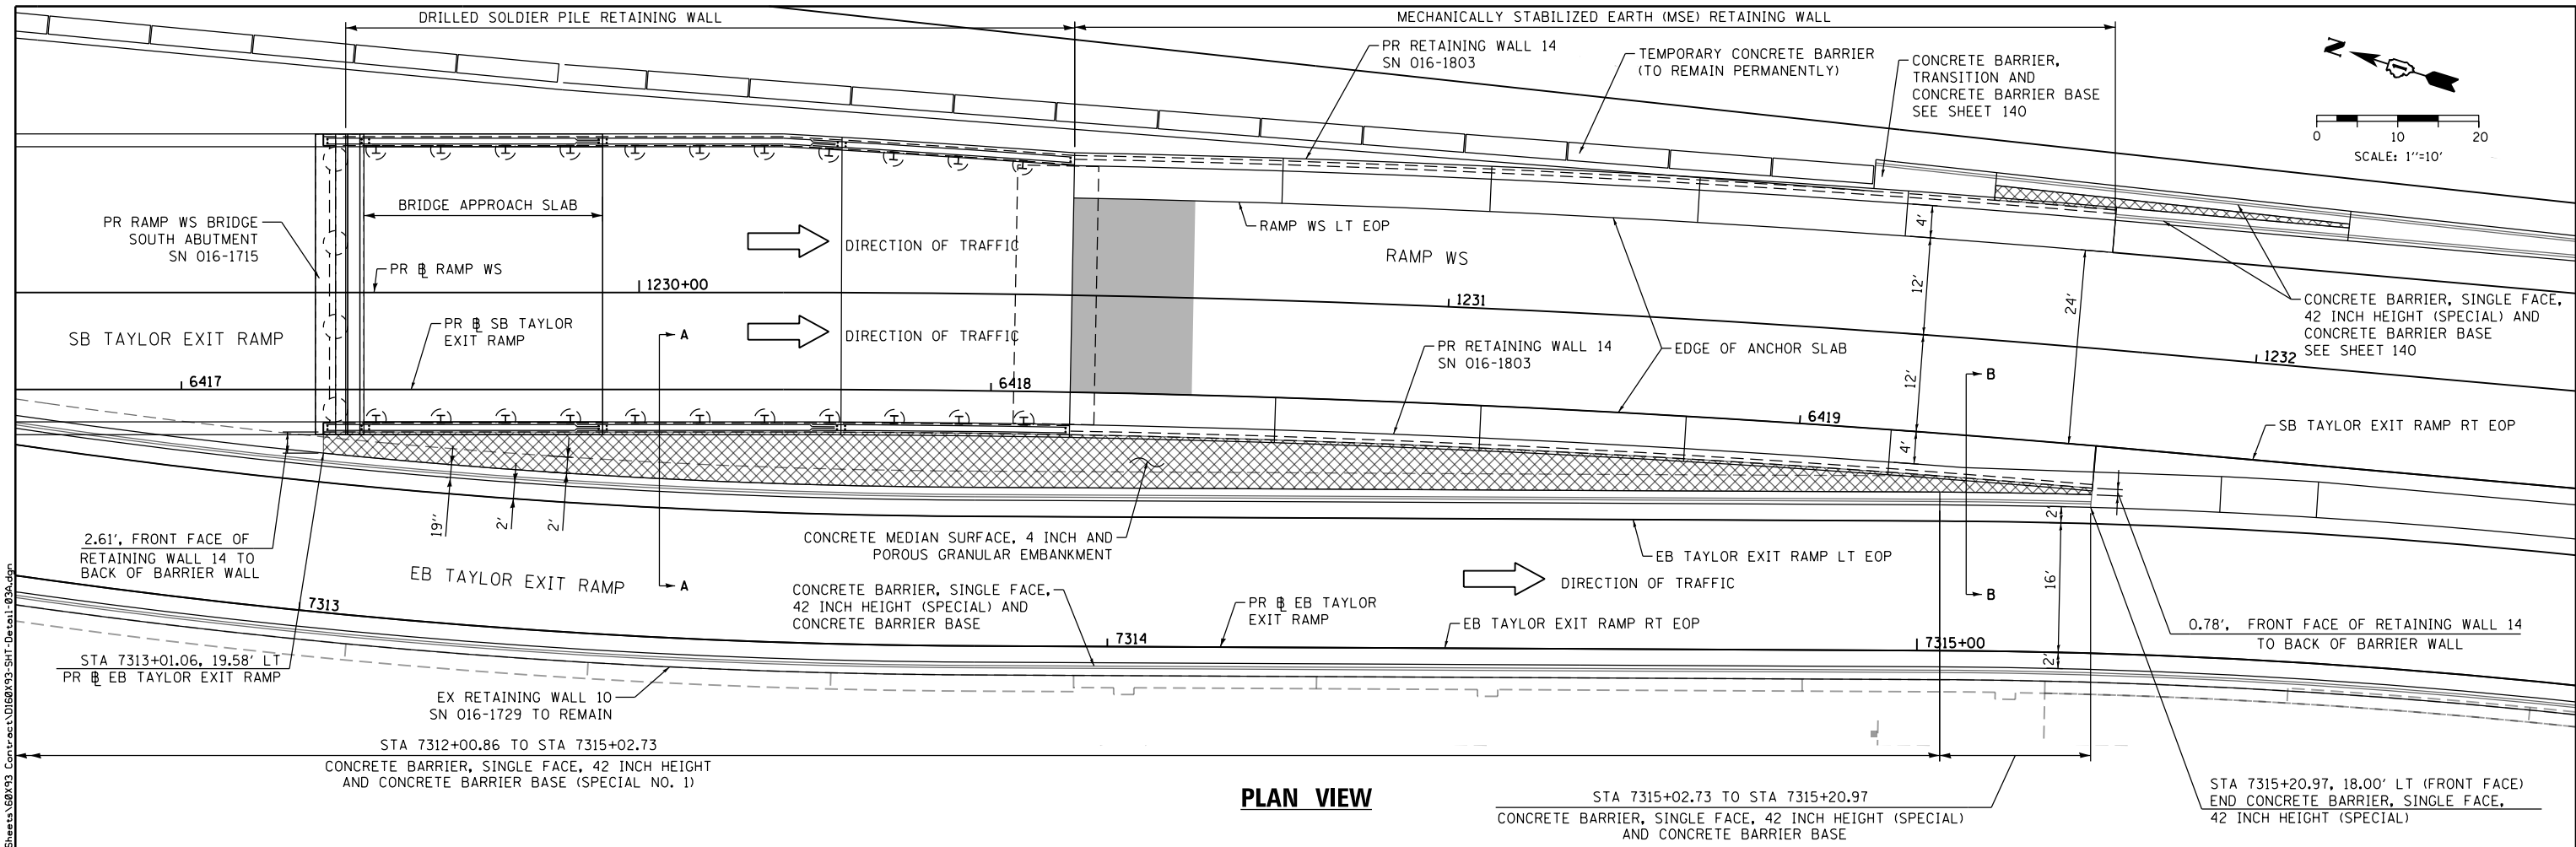 DRILLED SOLDIER PILE RETAINING WALL
MECHANICALLY STABILIZED EARTH (MSE) RETAINING WALL
PR RETAINING WALL 14
SN 016-1803
TEMPORARY CONCRETE BARRIER
(TO REMAIN PERMANENTLY)
CONCRETE BARRIER,
TRANSITION AND
CONCRETE BARRIER BASE
SEE SHEET 140
N
0 10 20
SCALE: 1''=10'
BRIDGE APPROACH SLAB
PR RAMP WS BRIDGE
SOUTH ABUTMENT
SN 016-1715
DIRECTION OF TRAFFIC
RAMP WS LT EOP
RAMP WS
4'
12'
24'
PR BL RAMP WS
1230+00
1231
1232
CONCRETE BARRIER, SINGLE FACE,
42 INCH HEIGHT (SPECIAL) AND
CONCRETE BARRIER BASE
SEE SHEET 140
SB TAYLOR EXIT RAMP
PR BL SB TAYLOR
EXIT RAMP
A
DIRECTION OF TRAFFIC
PR RETAINING WALL 14
SN 016-1803
EDGE OF ANCHOR SLAB
B
12'
6417
6418
6419
SB TAYLOR EXIT RAMP RT EOP
4'
19''
2'
2'
2.61', FRONT FACE OF
RETAINING WALL 14 TO
BACK OF BARRIER WALL
CONCRETE MEDIAN SURFACE, 4 INCH AND
POROUS GRANULAR EMBANKMENT
2'
EB TAYLOR EXIT RAMP LT EOP
EB TAYLOR EXIT RAMP
A
CONCRETE BARRIER, SINGLE FACE,
42 INCH HEIGHT (SPECIAL) AND
CONCRETE BARRIER BASE
DIRECTION OF TRAFFIC
16'
B
7313
PR BL EB TAYLOR
EXIT RAMP
EB TAYLOR EXIT RAMP RT EOP
7314
7315+00
0.78', FRONT FACE OF RETAINING WALL 14
TO BACK OF BARRIER WALL
2'
STA 7313+01.06, 19.58' LT
PR BL EB TAYLOR EXIT RAMP
EX RETAINING WALL 10
SN 016-1729 TO REMAIN
STA 7312+00.86 TO STA 7315+02.73
CONCRETE BARRIER, SINGLE FACE, 42 INCH HEIGHT
AND CONCRETE BARRIER BASE (SPECIAL NO. 1)
PLAN VIEW
STA 7315+02.73 TO STA 7315+20.97
CONCRETE BARRIER, SINGLE FACE, 42 INCH HEIGHT (SPECIAL)
AND CONCRETE BARRIER BASE
STA 7315+20.97, 18.00' LT (FRONT FACE)
END CONCRETE BARRIER, SINGLE FACE,
42 INCH HEIGHT (SPECIAL)
Sheets\60X93 Contract\D160X93-SHT-Detail-03A.dgn